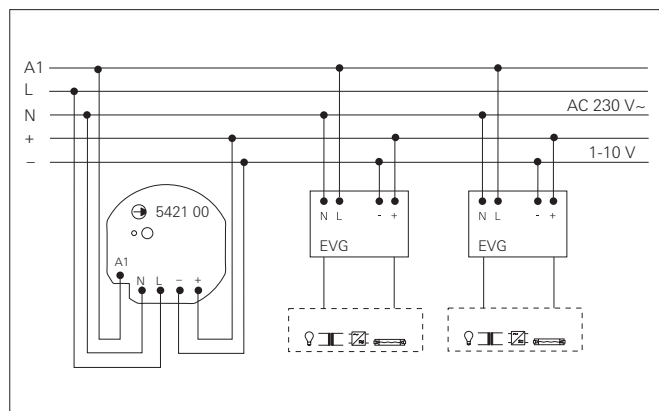 A1
L
N AC 230 V~
+
– 1-10 V
5421 00
A1
N L – +
N L - +
EVG
N L - +
EVG